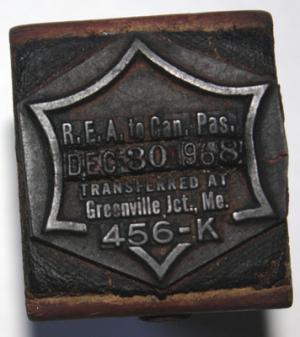 R.E.A. to Can. Pas.
DEC 30 1968
TRANSFERRED AT
Greenville Jct., Me.
456-K